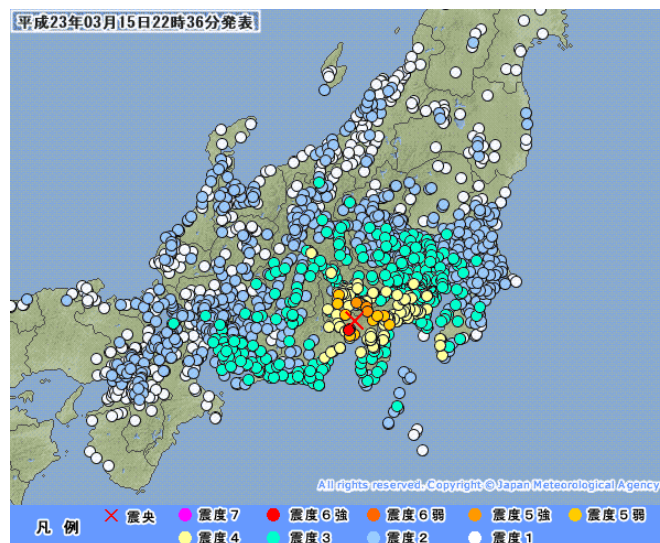 平成23年03月15日22時36分発表
All rights reserved. Copyright © Japan Meteorological Agency
凡例 震央 震度7 震度6強 震度6弱 震度5強 震度5弱
震度4 震度3 震度2 震度1